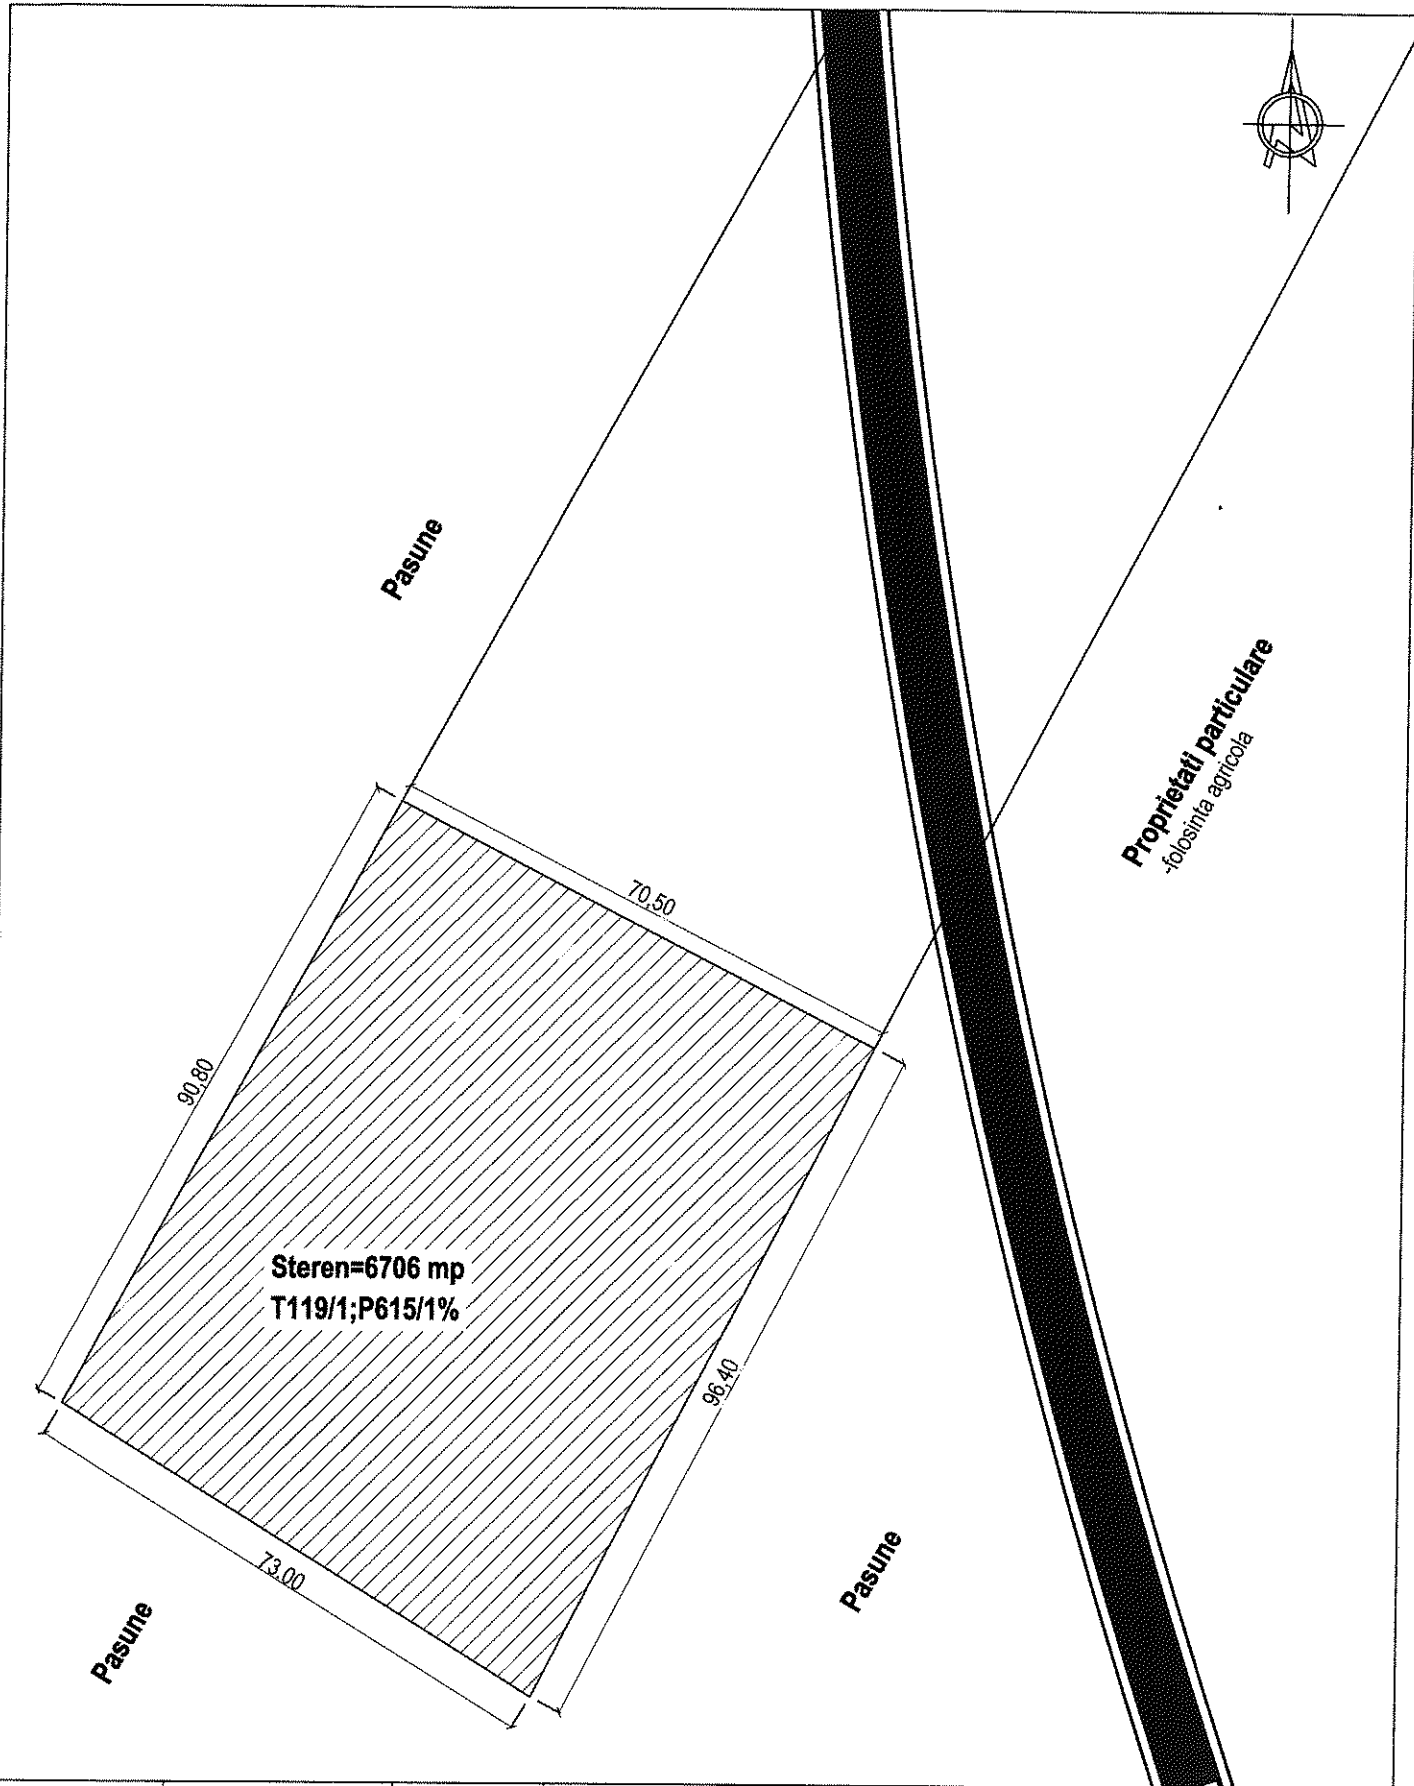 Pasune
Proprietati particulare
-folosinta agricola
70,50
90,80
Steren=6706 mp
T119/1;P615/1%
96,40
73,00
Pasune
Pasune